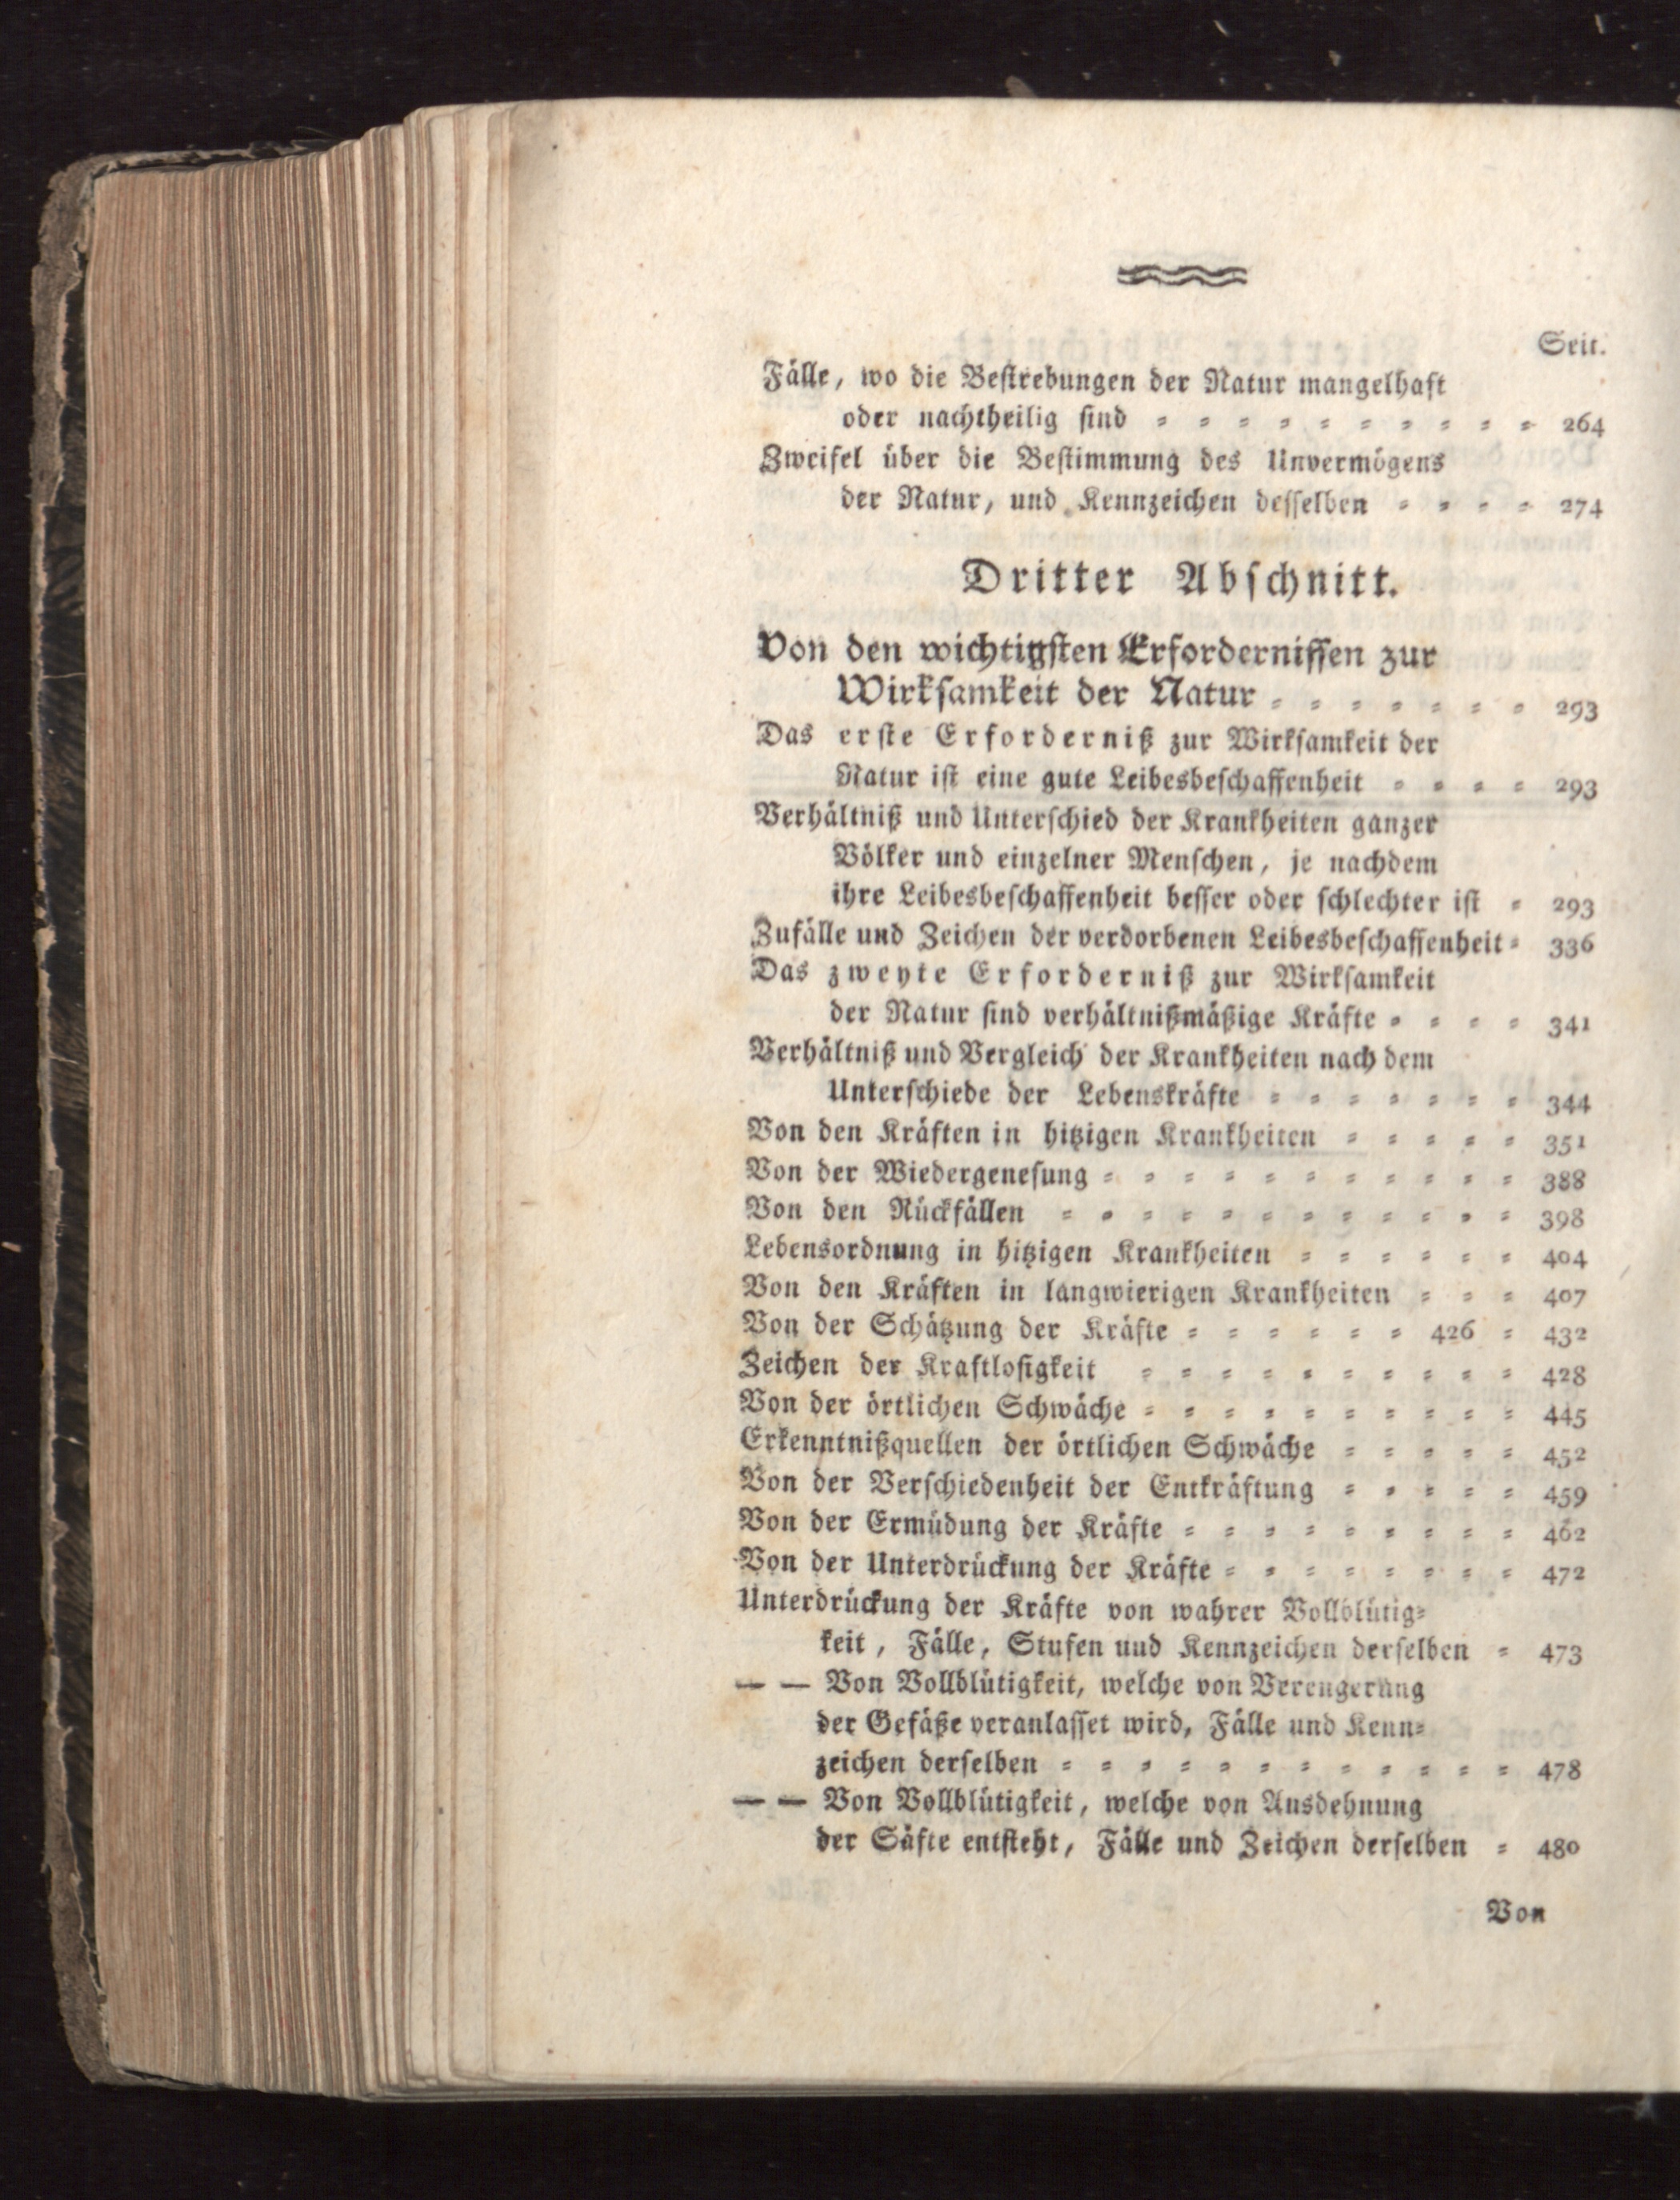 Seit.
Fälle, wo die Bestrebungen der Natur mangelhaft
oder nachtheilig sind = = = = = = = = = = 264
Zweifel über die Bestimmung des Unvermögens
der Natur, und Kennzeichen desselben = = = = 274
Dritter Abschnitt.
Von den wichtigsten Erfordernissen zur
Wirksamkeit der Natur = = = = = = = 293
Das erste Erforderniß zur Wirksamkeit der
Natur ist eine gute Leibesbeschaffenheit = = = = 293
Verhältniß und Unterschied der Krankheiten ganzer
Völker und einzelner Menschen, je nachdem
ihre Leibesbeschaffenheit besser oder schlechter ist = 293
Zufälle und Zeichen der verdorbenen Leibesbeschaffenheit = 336
Das zweyte Erforderniß zur Wirksamkeit
der Natur sind verhältnißmäßige Kräfte = = = = 341
Verhältniß und Vergleich der Krankheiten nach dem
Unterschiede der Lebenskräfte = = = = = = = 344
Von den Kräften in hitzigen Krankheiten = = = = = 351
Von der Wiedergenesung = = = = = = = = = = = 388
Von den Rückfällen = = = = = = = = = = = = 398
Lebensordnung in hitzigen Krankheiten = = = = = = 404
Von den Kräften in langwierigen Krankheiten = = = 407
Von der Schätzung der Kräfte = = = = = = 426 = 432
Zeichen der Kraftlosigkeit = = = = = = = = = = 428
Von der örtlichen Schwäche = = = = = = = = = = 445
Erkenntnißquellen der örtlichen Schwäche = = = = = 452
Von der Verschiedenheit der Entkräftung = = = = = 459
Von der Ermüdung der Kräfte = = = = = = = = = 462
Von der Unterdrückung der Kräfte = = = = = = = = 472
Unterdrückung der Kräfte von wahrer Vollblütig=
keit, Fälle, Stufen und Kennzeichen derselben = 473
— — Von Vollblütigkeit, welche von Verengerung
der Gefäße veranlasset wird, Fälle und Kenn=
zeichen derselben = = = = = = = = = = = = 478
— — Von Vollblütigkeit, welche von Ausdehnung
der Säfte entsteht, Fälle und Zeichen derselben = 480
Von